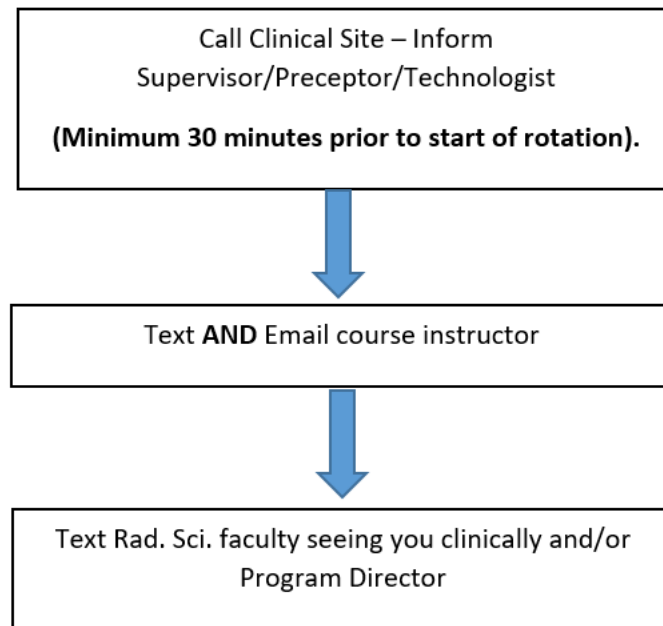 Call Clinical Site – Inform
Supervisor/Preceptor/Technologist
(Minimum 30 minutes prior to start of rotation).
Text AND Email course instructor
Text Rad. Sci. faculty seeing you clinically and/or
Program Director